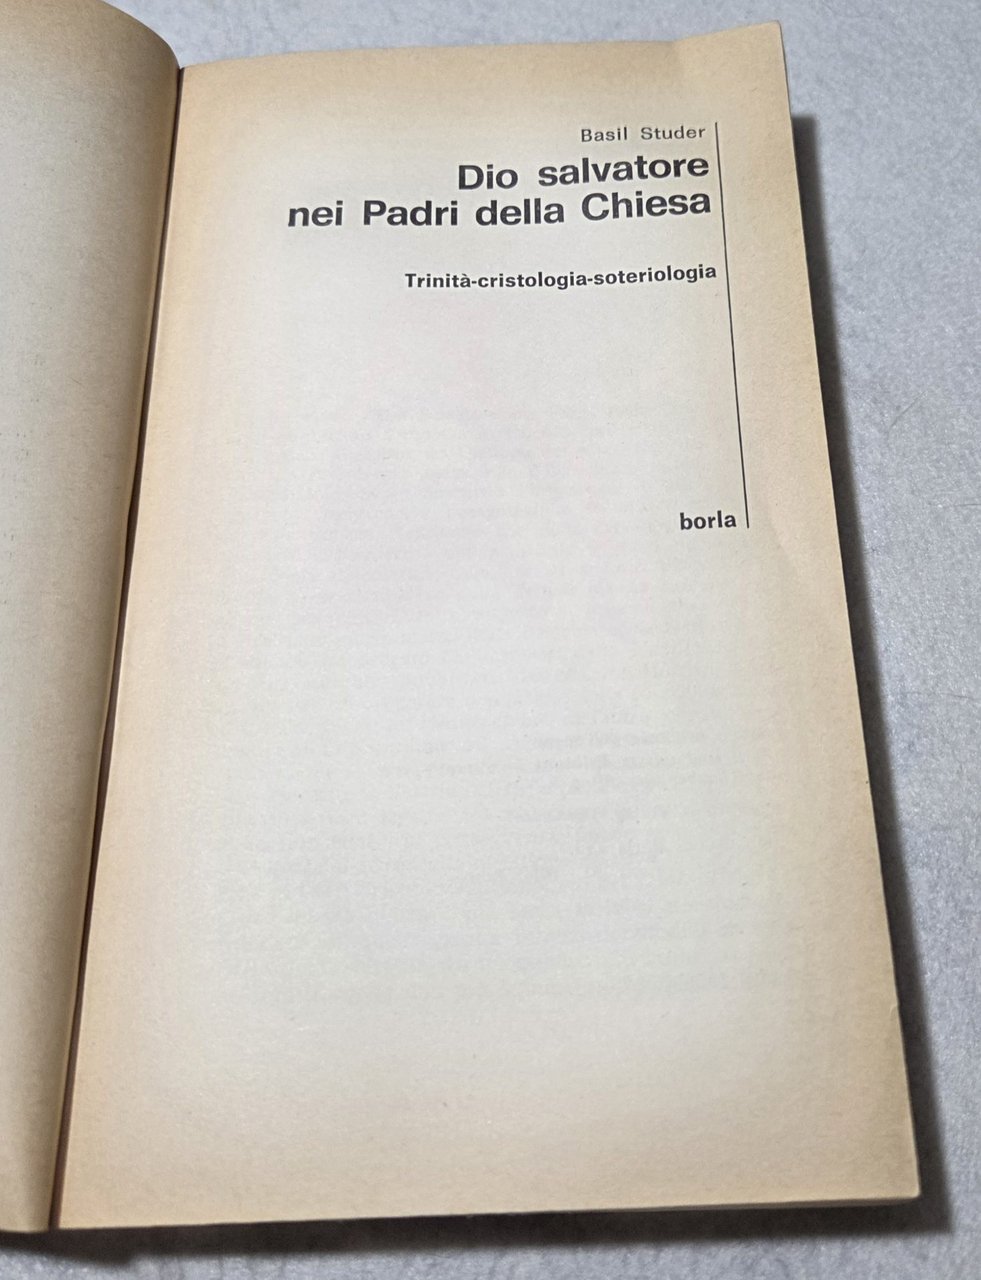 Basil Studer
Dio salvatore
nei Padri della Chiesa
Trinità-cristologia-soteriologia
borla